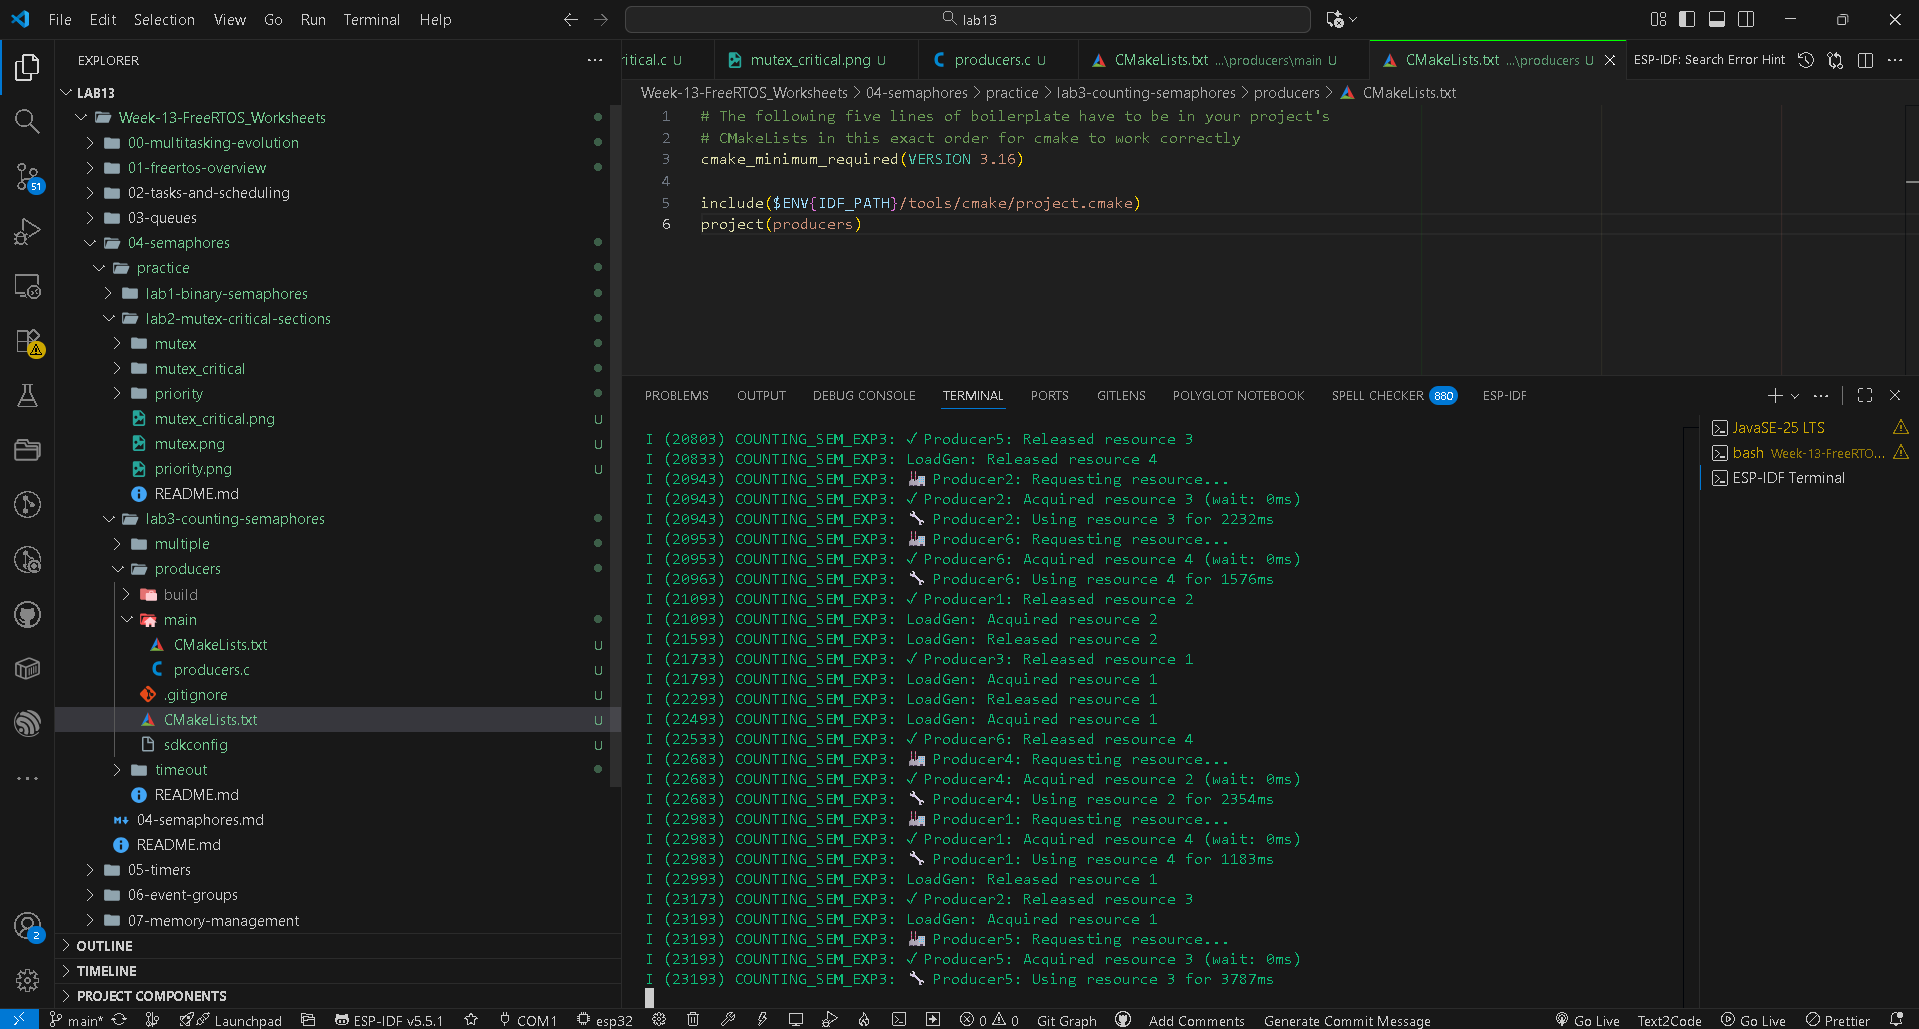 File Edit Selection View Go Run Terminal Help
lab13
EXPLORER
LAB13
Week-13-FreeRTOS_Worksheets
00-multitasking-evolution
01-freertos-overview
02-tasks-and-scheduling
03-queues
04-semaphores
practice
lab1-binary-semaphores
lab2-mutex-critical-sections
mutex
mutex_critical
priority
mutex_critical.png U
mutex.png U
priority.png U
README.md
lab3-counting-semaphores
multiple
producers
build
main
CMakeLists.txt U
producers.c U
.gitignore U
CMakeLists.txt U
sdkconfig U
timeout
README.md
04-semaphores.md
README.md
05-timers
06-event-groups
07-memory-management
OUTLINE
TIMELINE
PROJECT COMPONENTS
51
2
itical.c U mutex_critical.png U producers.c U CMakeLists.txt ...\producers\main U CMakeLists.txt ...\producers U ESP-IDF: Search Error Hint
Week-13-FreeRTOS_Worksheets > 04-semaphores > practice > lab3-counting-semaphores > producers > CMakeLists.txt
1 # The following five lines of boilerplate have to be in your project's
2 # CMakeLists in this exact order for cmake to work correctly
3 cmake_minimum_required(VERSION 3.16)
4
5 include($ENV{IDF_PATH}/tools/cmake/project.cmake)
6 project(producers)
PROBLEMS OUTPUT DEBUG CONSOLE TERMINAL PORTS GITLENS POLYGLOT NOTEBOOK SPELL CHECKER 880 ESP-IDF
I (20803) COUNTING_SEM_EXP3: ✓ Producer5: Released resource 3
I (20833) COUNTING_SEM_EXP3: LoadGen: Released resource 4
I (20943) COUNTING_SEM_EXP3: 🏭 Producer2: Requesting resource...
I (20943) COUNTING_SEM_EXP3: ✓ Producer2: Acquired resource 3 (wait: 0ms)
I (20943) COUNTING_SEM_EXP3: 🔧 Producer2: Using resource 3 for 2232ms
I (20953) COUNTING_SEM_EXP3: 🏭 Producer6: Requesting resource...
I (20953) COUNTING_SEM_EXP3: ✓ Producer6: Acquired resource 4 (wait: 0ms)
I (20963) COUNTING_SEM_EXP3: 🔧 Producer6: Using resource 4 for 1576ms
I (21093) COUNTING_SEM_EXP3: ✓ Producer1: Released resource 2
I (21093) COUNTING_SEM_EXP3: LoadGen: Acquired resource 2
I (21593) COUNTING_SEM_EXP3: LoadGen: Released resource 2
I (21733) COUNTING_SEM_EXP3: ✓ Producer3: Released resource 1
I (21793) COUNTING_SEM_EXP3: LoadGen: Acquired resource 1
I (22293) COUNTING_SEM_EXP3: LoadGen: Released resource 1
I (22493) COUNTING_SEM_EXP3: LoadGen: Acquired resource 1
I (22533) COUNTING_SEM_EXP3: ✓ Producer6: Released resource 4
I (22683) COUNTING_SEM_EXP3: 🏭 Producer4: Requesting resource...
I (22683) COUNTING_SEM_EXP3: ✓ Producer4: Acquired resource 2 (wait: 0ms)
I (22683) COUNTING_SEM_EXP3: 🔧 Producer4: Using resource 2 for 2354ms
I (22983) COUNTING_SEM_EXP3: 🏭 Producer1: Requesting resource...
I (22983) COUNTING_SEM_EXP3: ✓ Producer1: Acquired resource 4 (wait: 0ms)
I (22983) COUNTING_SEM_EXP3: 🔧 Producer1: Using resource 4 for 1183ms
I (22993) COUNTING_SEM_EXP3: LoadGen: Released resource 1
I (23173) COUNTING_SEM_EXP3: ✓ Producer2: Released resource 3
I (23193) COUNTING_SEM_EXP3: LoadGen: Acquired resource 1
I (23193) COUNTING_SEM_EXP3: 🏭 Producer5: Requesting resource...
I (23193) COUNTING_SEM_EXP3: ✓ Producer5: Acquired resource 3 (wait: 0ms)
I (23193) COUNTING_SEM_EXP3: 🔧 Producer5: Using resource 3 for 3787ms
JavaSE-25 LTS
bash Week-13-FreeRTO...
ESP-IDF Terminal
main* Launchpad ESP-IDF v5.5.1 COM1 esp32 0 0 Git Graph Add Comments Generate Commit Message Go Live Text2Code Go Live Prettier